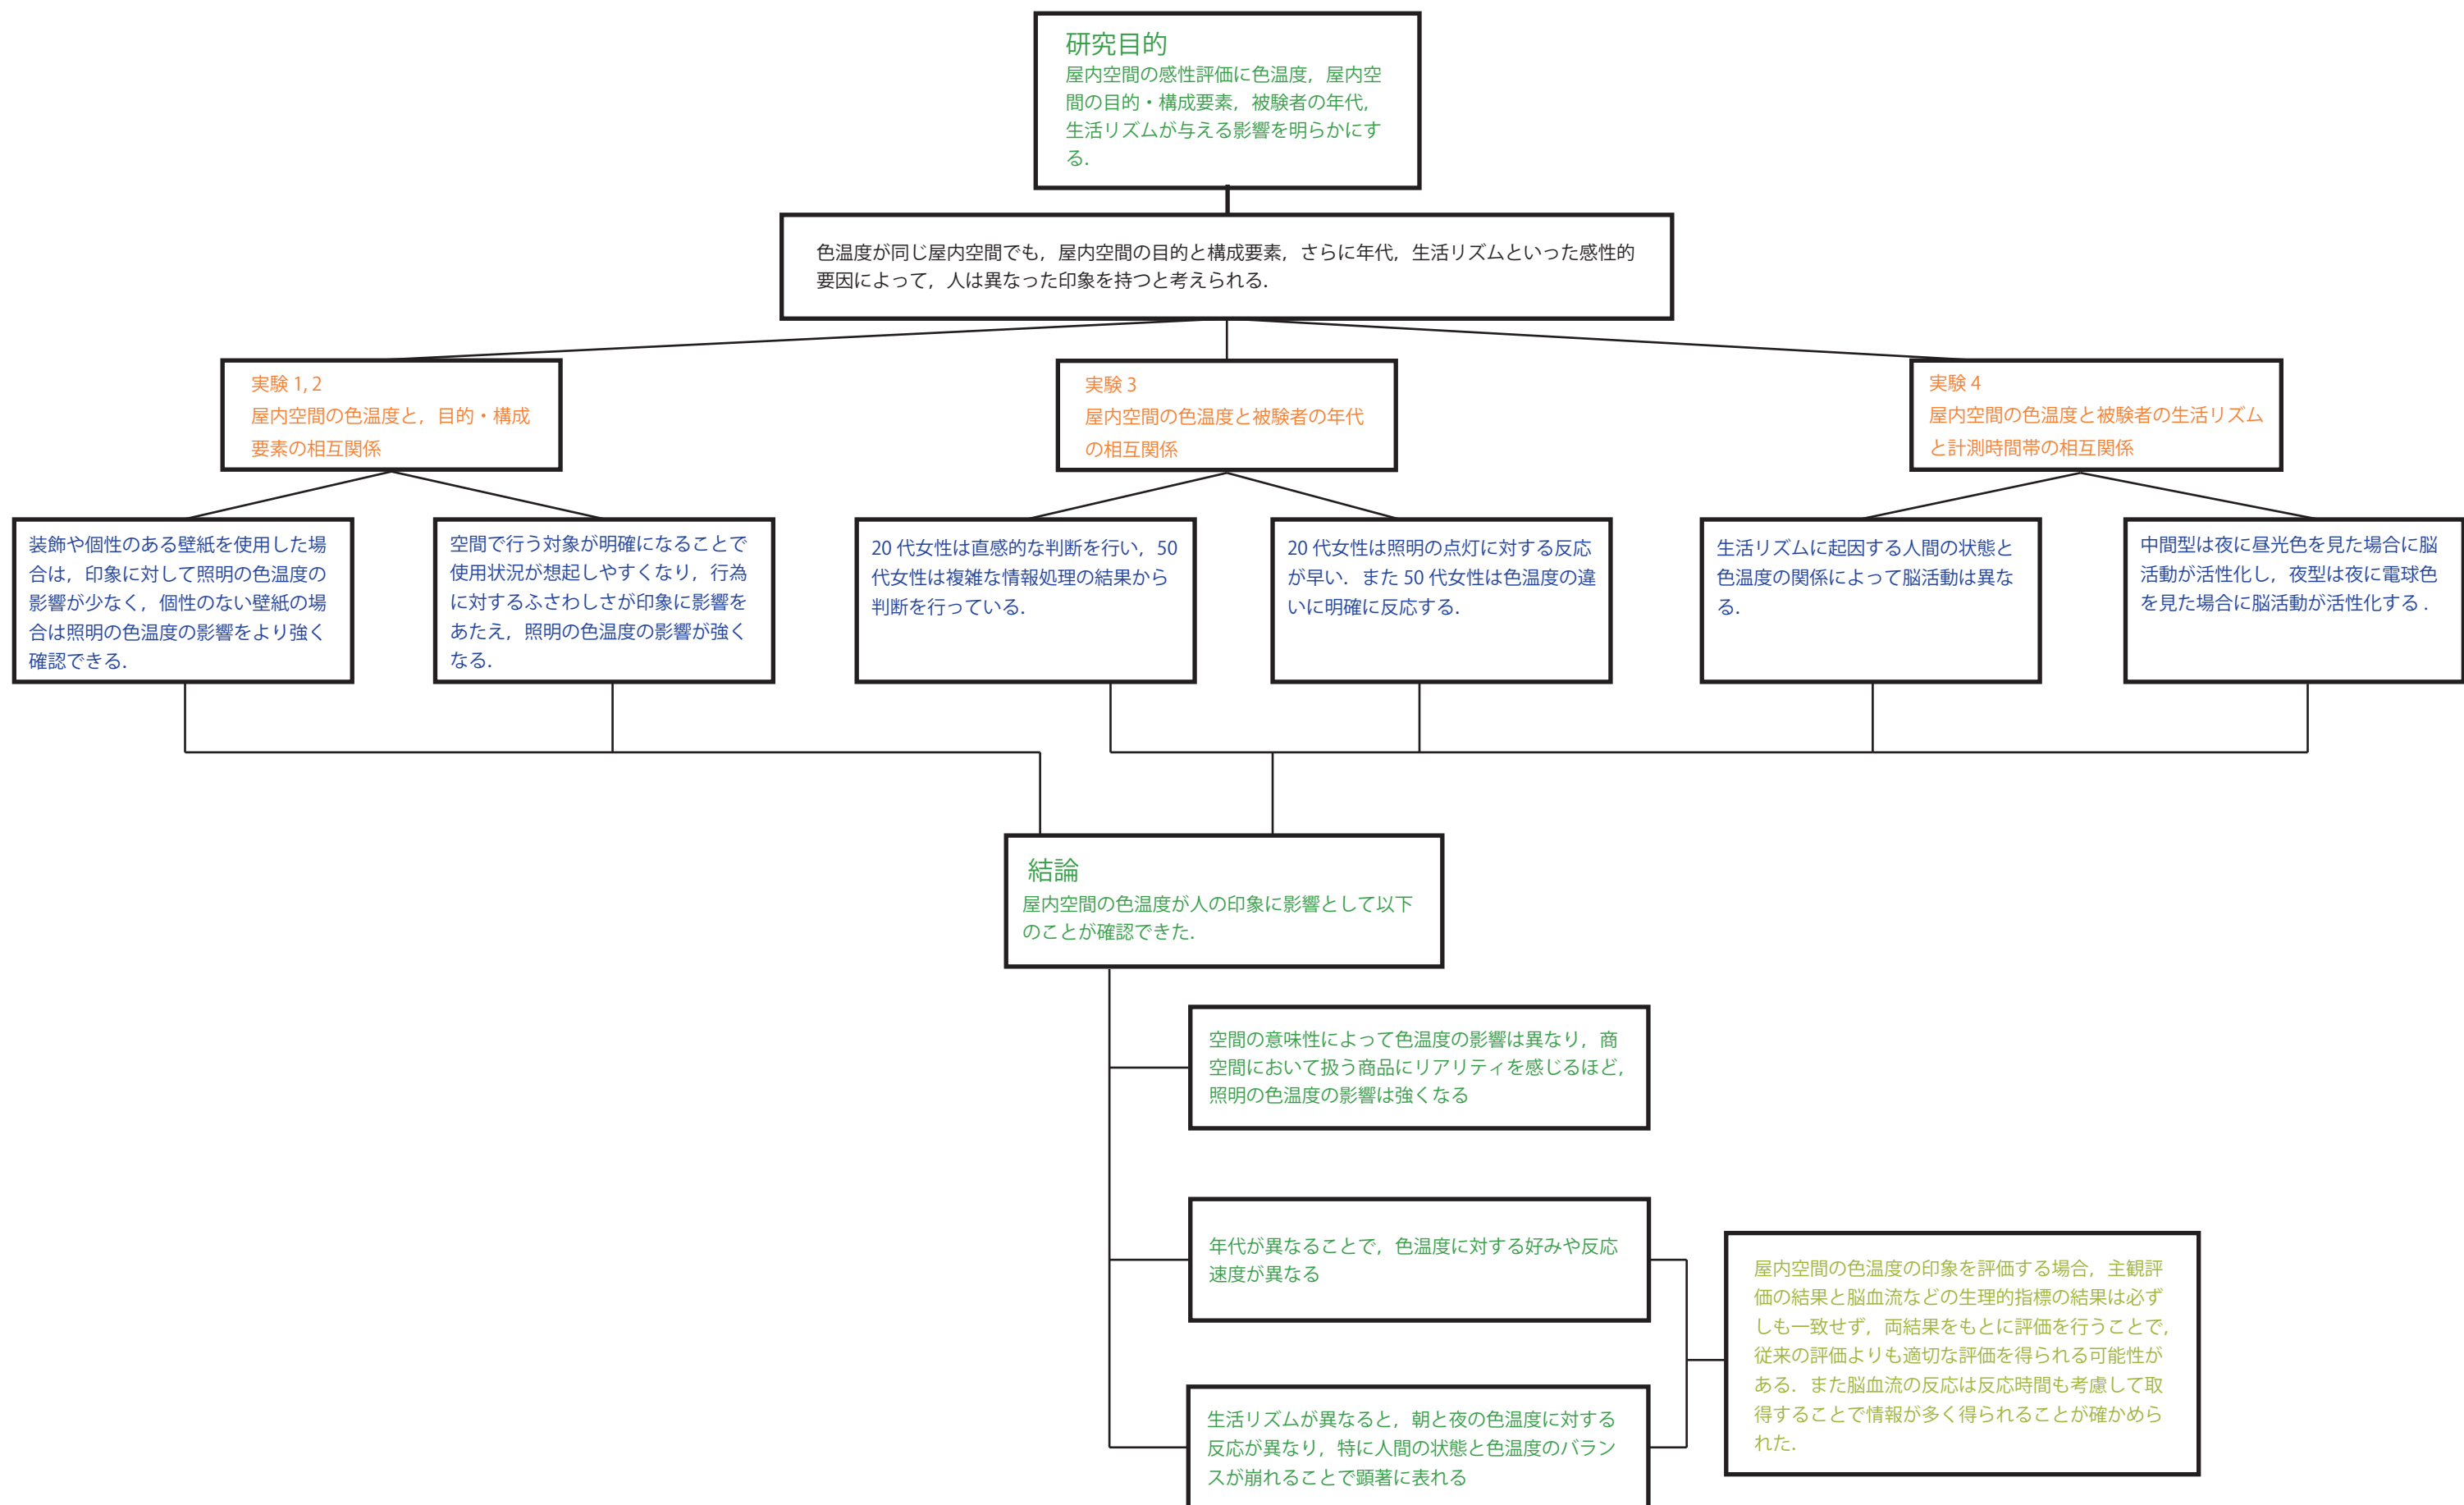 研究目的
屋内空間の感性評価に色温度，屋内空
間の目的・構成要素，被験者の年代，
生活リズムが与える影響を明らかにす
る．
色温度が同じ屋内空間でも，屋内空間の目的と構成要素，さらに年代，生活リズムといった感性的
要因によって，人は異なった印象を持つと考えられる．
実験 1, 2
屋内空間の色温度と，目的・構成
要素の相互関係
実験 3
屋内空間の色温度と被験者の年代
の相互関係
実験 4
屋内空間の色温度と被験者の生活リズム
と計測時間帯の相互関係
装飾や個性のある壁紙を使用した場
合は，印象に対して照明の色温度の
影響が少なく，個性のない壁紙の場
合は照明の色温度の影響をより強く
確認できる．
空間で行う対象が明確になることで
使用状況が想起しやすくなり，行為
に対するふさわしさが印象に影響を
あたえ，照明の色温度の影響が強く
なる．
20 代女性は直感的な判断を行い，50
代女性は複雑な情報処理の結果から
判断を行っている．
20 代女性は照明の点灯に対する反応
が早い．また 50 代女性は色温度の違
いに明確に反応する．
生活リズムに起因する人間の状態と
色温度の関係によって脳活動は異な
る．
中間型は夜に昼光色を見た場合に脳
活動が活性化し，夜型は夜に電球色
を見た場合に脳活動が活性化する .
結論
屋内空間の色温度が人の印象に影響として以下
のことが確認できた．
空間の意味性によって色温度の影響は異なり，商
空間において扱う商品にリアリティを感じるほど，
照明の色温度の影響は強くなる
年代が異なることで，色温度に対する好みや反応
速度が異なる
生活リズムが異なると，朝と夜の色温度に対する
反応が異なり，特に人間の状態と色温度のバラン
スが崩れることで顕著に表れる
屋内空間の色温度の印象を評価する場合，主観評
価の結果と脳血流などの生理的指標の結果は必ず
しも一致せず，両結果をもとに評価を行うことで，
従来の評価よりも適切な評価を得られる可能性が
ある．また脳血流の反応は反応時間も考慮して取
得することで情報が多く得られることが確かめら
れた．